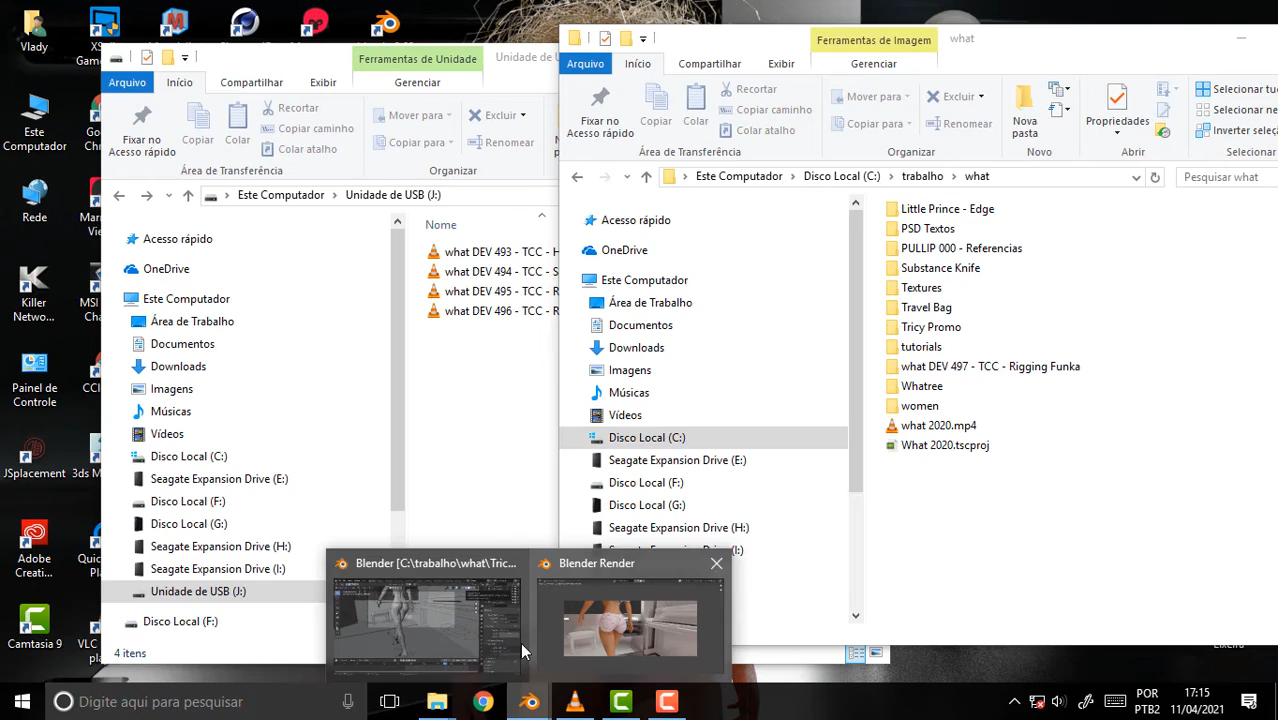 Vlady
XS
Gam
Este
Computador
Go
C
Rede
Mar
Vie
Killer
Netwo...
MSI
Painel de
Controle
CCl
JSplacement
3ds M
Adobe
Creati...
Quic
Camtasia 9
VLC
pla
Ferramentas de Unidade
Unidade de U
Arquivo
Início
Compartilhar
Exibir
Gerenciar
Fixar no
Acesso rápido
Copiar
Colar
Recortar
Copiar caminho
Colar atalho
Área de Transferência
Mover para
Copiar para
Excluir
Renomear
Organizar
Este Computador
Unidade de USB (J:)
Acesso rápido
OneDrive
Este Computador
Área de Trabalho
Documentos
Downloads
Imagens
Músicas
Vídeos
Disco Local (C:)
Seagate Expansion Drive (E:)
Disco Local (F:)
Disco Local (G:)
Seagate Expansion Drive (H:)
Seagate Expansion Drive (I:)
Unidade de USB (J:)
Disco Local (F:)
4 itens
Nome
what DEV 493 - TCC - H
what DEV 494 - TCC - S
what DEV 495 - TCC - R
what DEV 496 - TCC - R
Ferramentas de Imagem
what
Arquivo
Início
Compartilhar
Exibir
Gerenciar
Fixar no
Acesso rápido
Copiar
Colar
Recortar
Copiar caminho
Colar atalho
Área de Transferência
Mover para
Copiar para
Excluir
Renomear
Organizar
Nova
pasta
Novo
Propriedades
Abrir
Selecionar tu
Selecionar ne
Inverter seleç
Selecionar
Este Computador
Disco Local (C:)
trabalho
what
Pesquisar what
Acesso rápido
OneDrive
Este Computador
Área de Trabalho
Documentos
Downloads
Imagens
Músicas
Vídeos
Disco Local (C:)
Seagate Expansion Drive (E:)
Disco Local (F:)
Disco Local (G:)
Seagate Expansion Drive (H:)
(I:)
Little Prince - Edge
PSD Textos
PULLIP 000 - Referencias
Substance Knife
Textures
Travel Bag
Tricy Promo
tutorials
what DEV 497 - TCC - Rigging Funka
Whatree
women
what 2020.mp4
What 2020.tscproj
Blender [C:\trabalho\what\Tric...
Blender Render
Lixeira
Digite aqui para pesquisar
POR
PTB2
17:15
11/04/2021